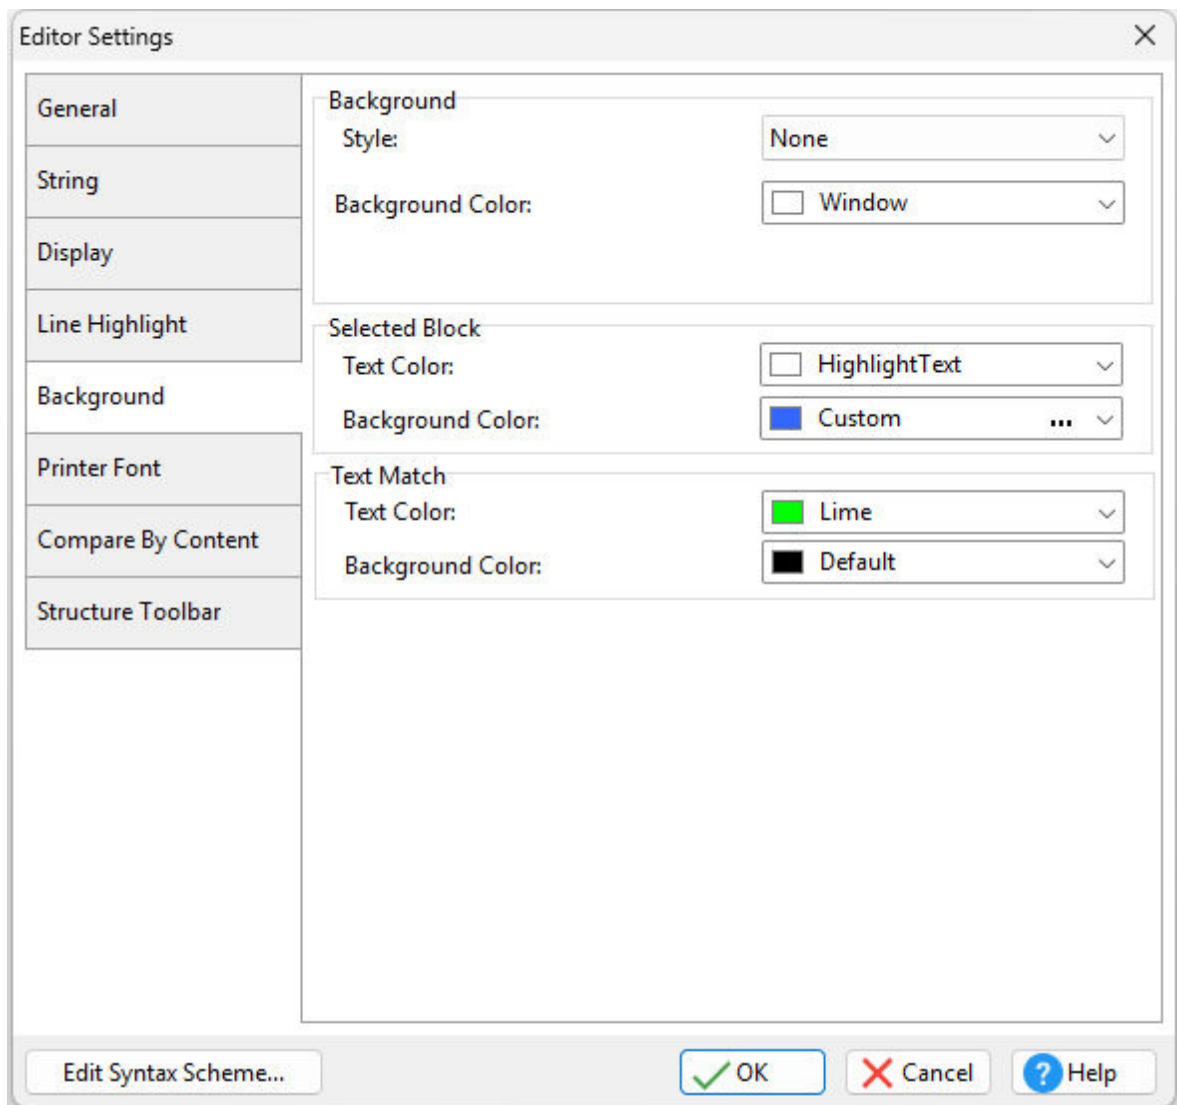 Editor Settings
General
String
Display
Line Highlight
Background
Printer Font
Compare By Content
Structure Toolbar
Background
Style: None
Background Color: Window
Selected Block
Text Color: HighlightText
Background Color: Custom ...
Text Match
Text Color: Lime
Background Color: Default
Edit Syntax Scheme... OK Cancel ? Help